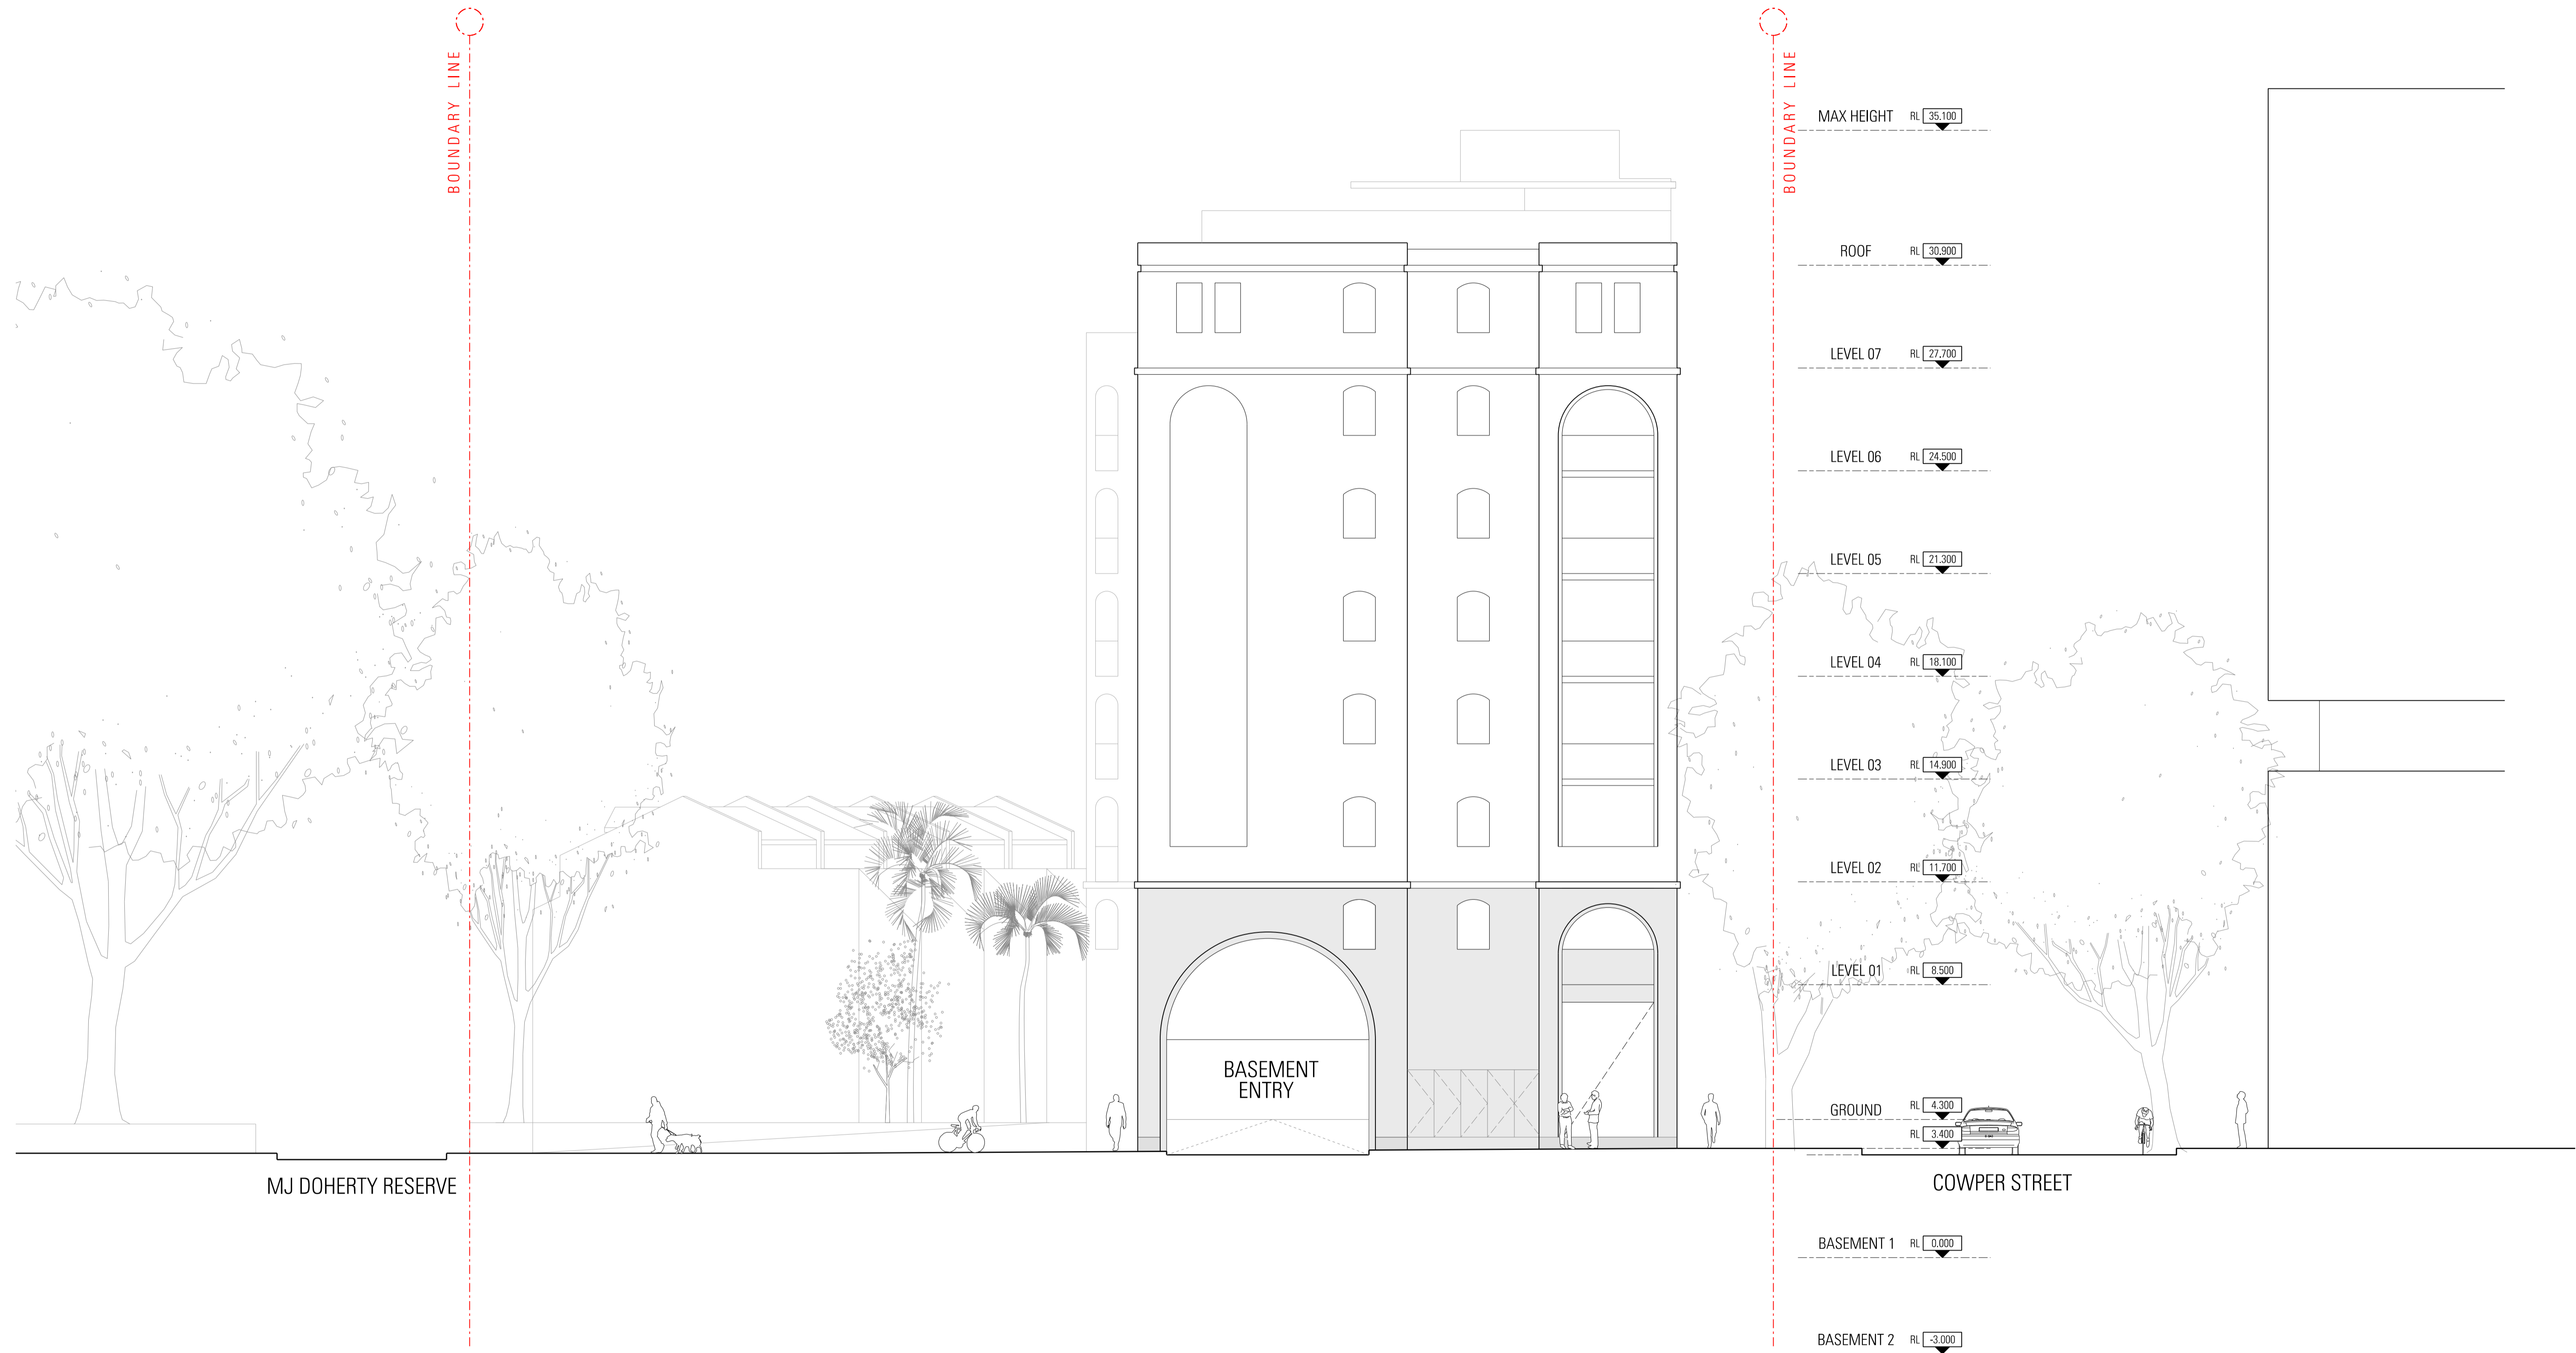 BOUNDARY LINE
BOUNDARY LINE
MAX HEIGHT RL 35.100
ROOF RL 30.900
LEVEL 07 RL 27.700
LEVEL 06 RL 24.500
LEVEL 05 RL 21.300
LEVEL 04 RL 18.100
LEVEL 03 RL 14.900
LEVEL 02 RL 11.700
LEVEL 01 RL 8.500
BASEMENT
ENTRY
GROUND RL 4.300
RL 3.400
MJ DOHERTY RESERVE
COWPER STREET
BASEMENT 1 RL 0.000
BASEMENT 2 RL -3.000